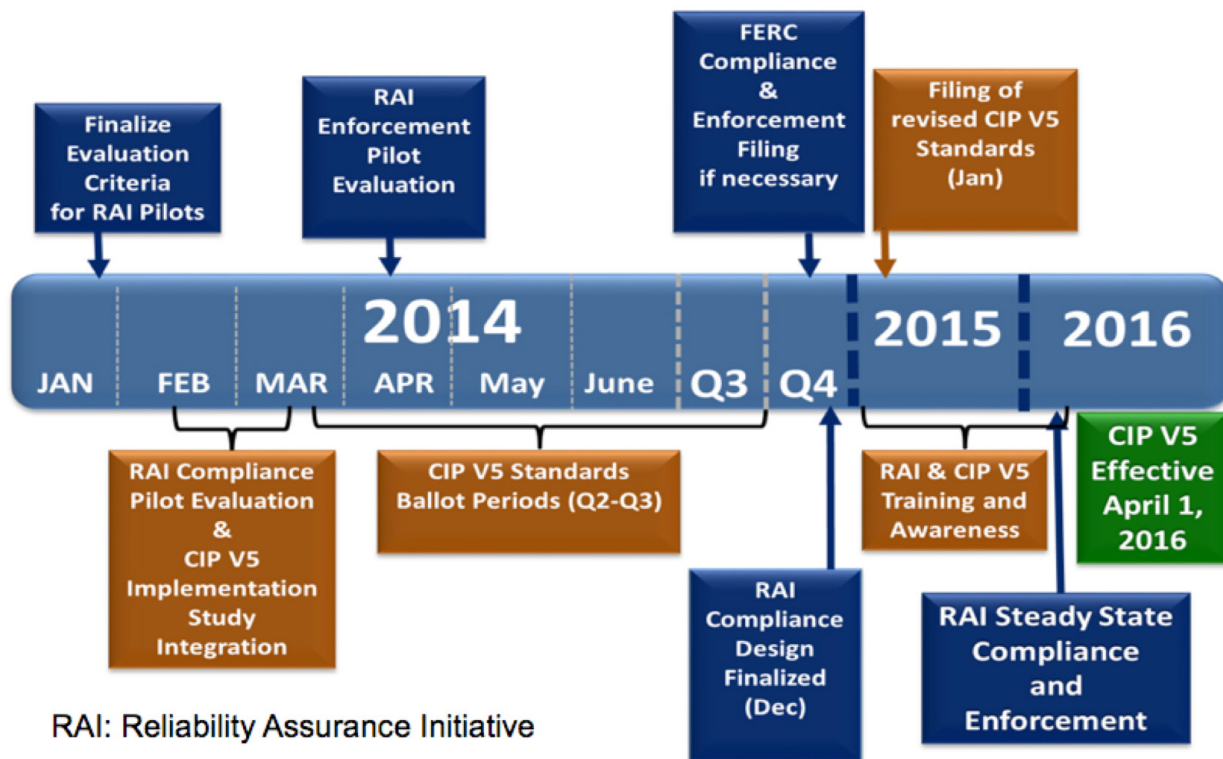 Finalize
Evaluation
Criteria
for RAI Pilots
RAI
Enforcement
Pilot
Evaluation
FERC
Compliance
&
Enforcement
Filing
if necessary
Filing of
revised CIP V5
Standards
(Jan)
2014
2015
2016
JAN
FEB
MAR
APR
May
June
Q3
Q4
RAI Compliance
Pilot Evaluation
&
CIP V5
Implementation
Study
Integration
CIP V5 Standards
Ballot Periods (Q2-Q3)
RAI
Compliance
Design
Finalized
(Dec)
RAI & CIP V5
Training and
Awareness
CIP V5
Effective
April 1,
2016
RAI Steady State
Compliance
and
Enforcement
RAI: Reliability Assurance Initiative